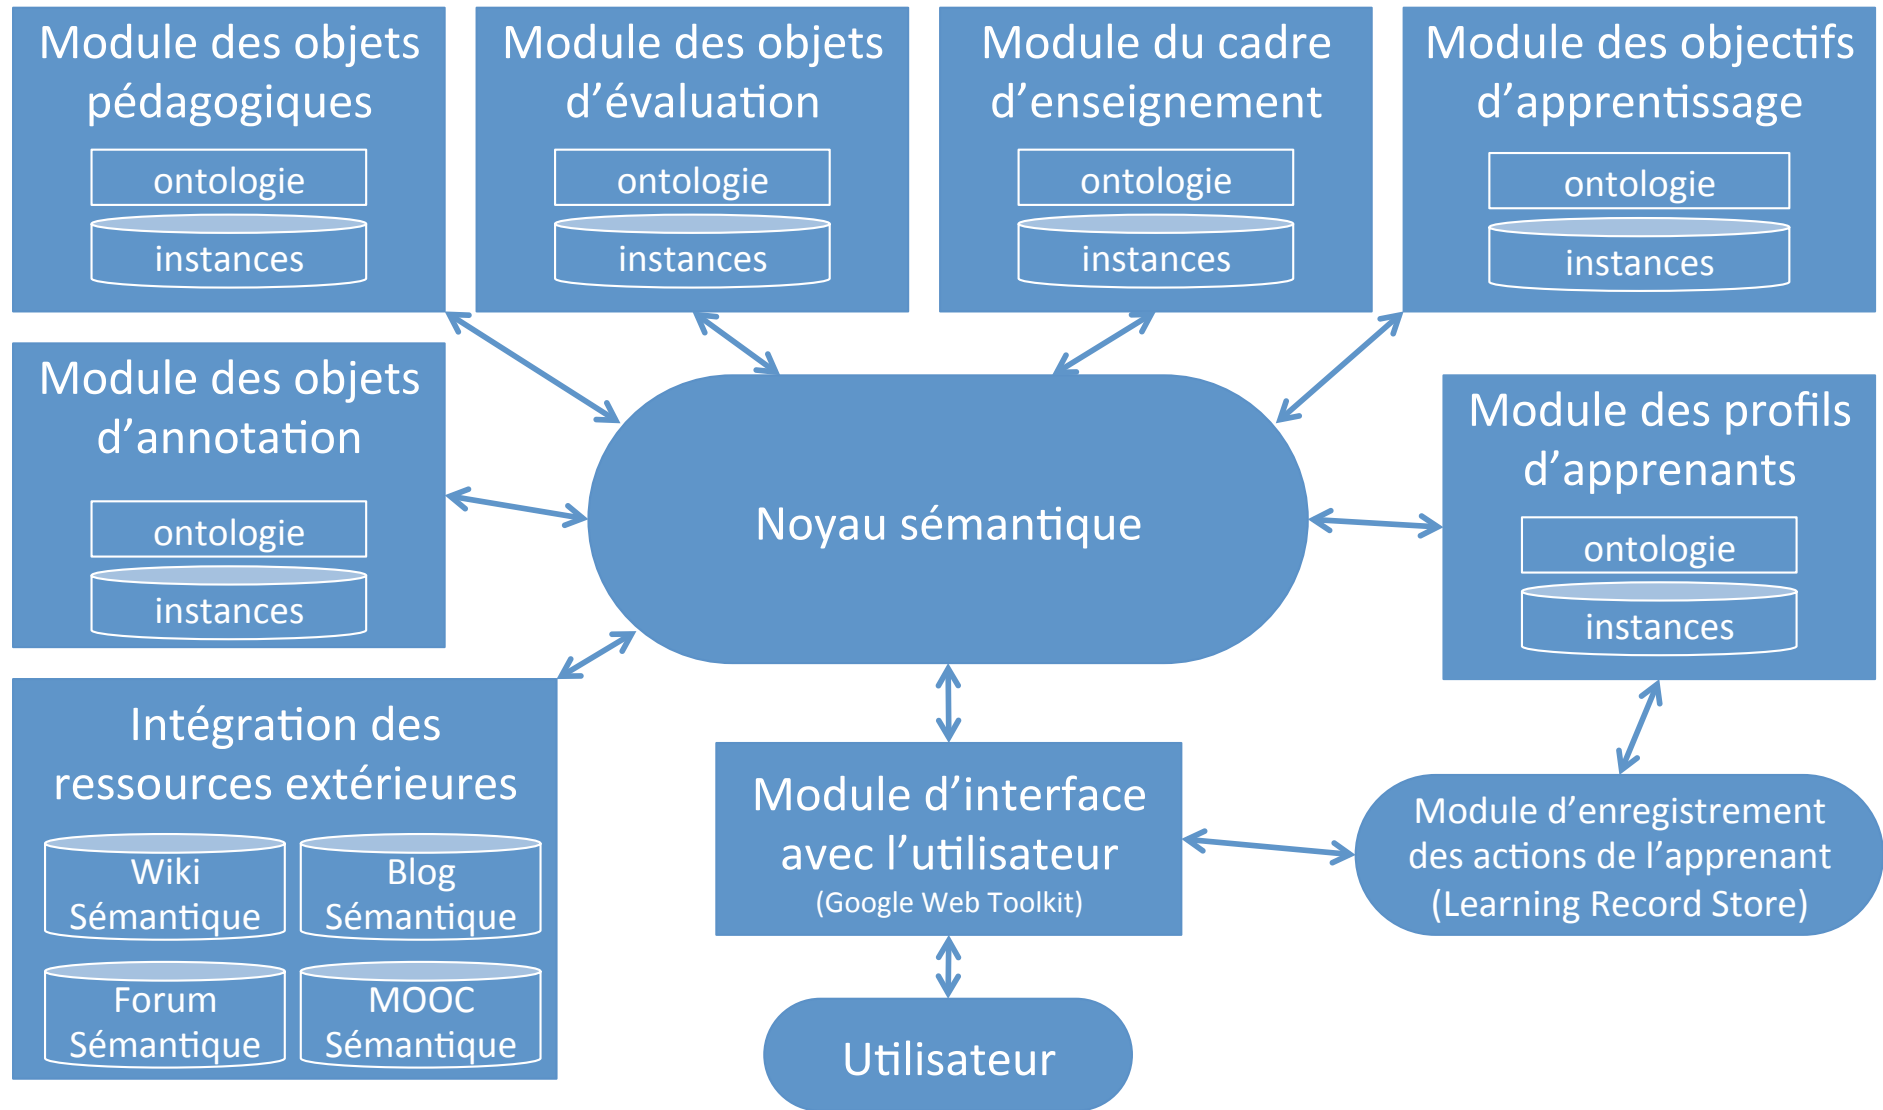 Module des objets
pédagogiques
ontologie
instances
Module des objets
d’évaluation
ontologie
instances
Module du cadre
d’enseignement
ontologie
instances
Module des objectifs
d’apprentissage
ontologie
instances
Module des objets
d’annotation
ontologie
instances
Noyau sémantique
Module des profils
d’apprenants
ontologie
instances
Intégration des
ressources extérieures
Wiki
Sémantique
Blog
Sémantique
Forum
Sémantique
MOOC
Sémantique
Module d’interface
avec l’utilisateur
(Google Web Toolkit)
Module d’enregistrement
des actions de l’apprenant
(Learning Record Store)
Utilisateur